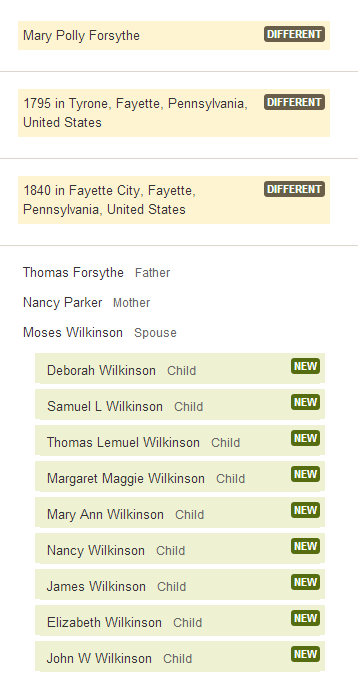 Mary Polly Forsythe DIFFERENT
1795 in Tyrone, Fayette, Pennsylvania, DIFFERENT
United States
1840 in Fayette City, Fayette, DIFFERENT
Pennsylvania, United States
Thomas Forsythe Father
Nancy Parker Mother
Moses Wilkinson Spouse
Deborah Wilkinson Child NEW
Samuel L Wilkinson Child NEW
Thomas Lemuel Wilkinson Child NEW
Margaret Maggie Wilkinson Child NEW
Mary Ann Wilkinson Child NEW
Nancy Wilkinson Child NEW
James Wilkinson Child NEW
Elizabeth Wilkinson Child NEW
John W Wilkinson Child NEW